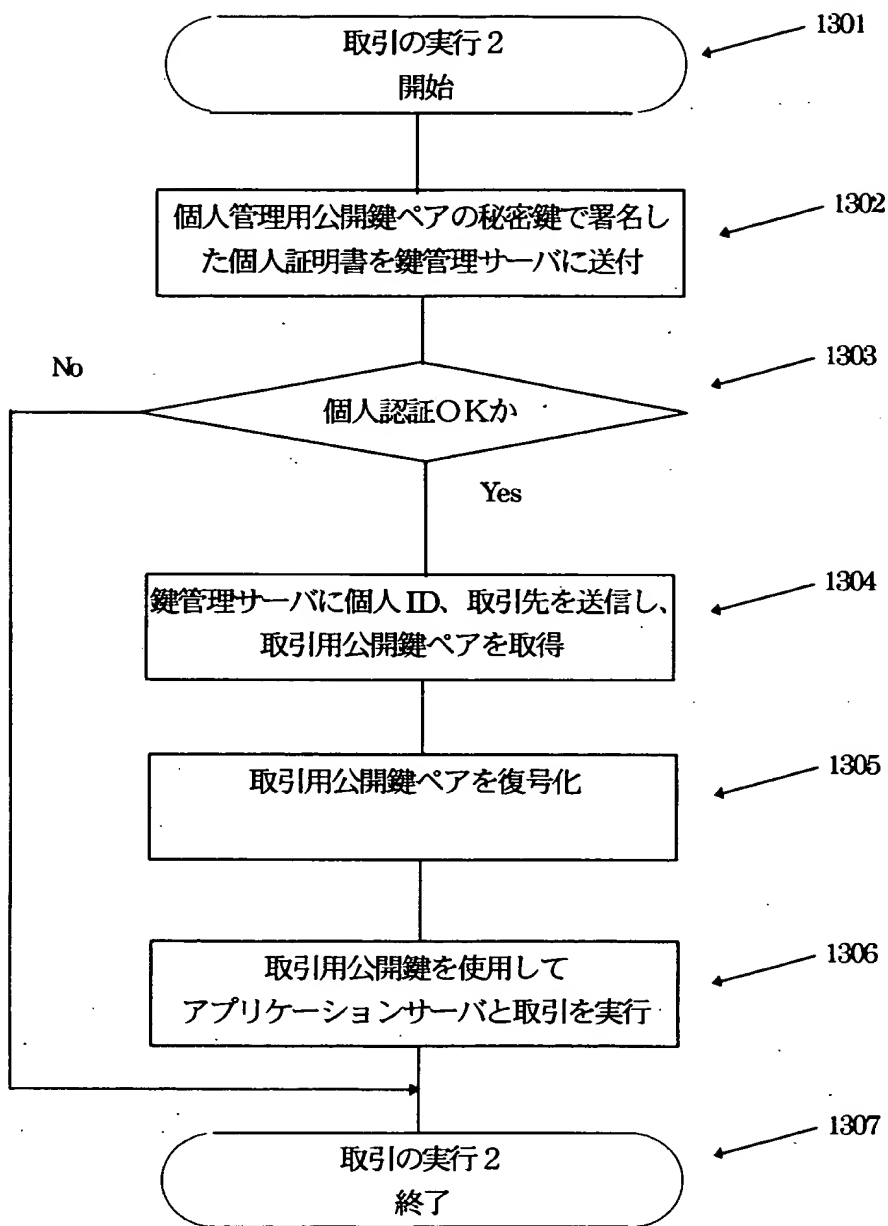 取引の実行2
開始
1301
個人管理用公開鍵ペアの秘密鍵で署名し
た個人証明書を鍵管理サーバに送付
1302
個人認証OKか
1303
No
Yes
鍵管理サーバに個人ID、取引先を送信し、
取引用公開鍵ペアを取得
1304
取引用公開鍵ペアを復号化
1305
取引用公開鍵を使用して
アプリケーションサーバと取引を実行
1306
取引の実行2
終了
1307